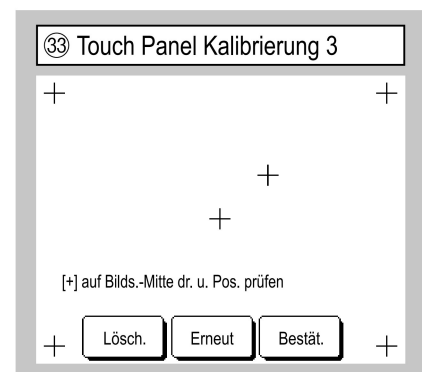 ㉝ Touch Panel Kalibrierung 3
[+] auf Bilds.-Mitte dr. u. Pos. prüfen
Lösch. Erneut Bestät.